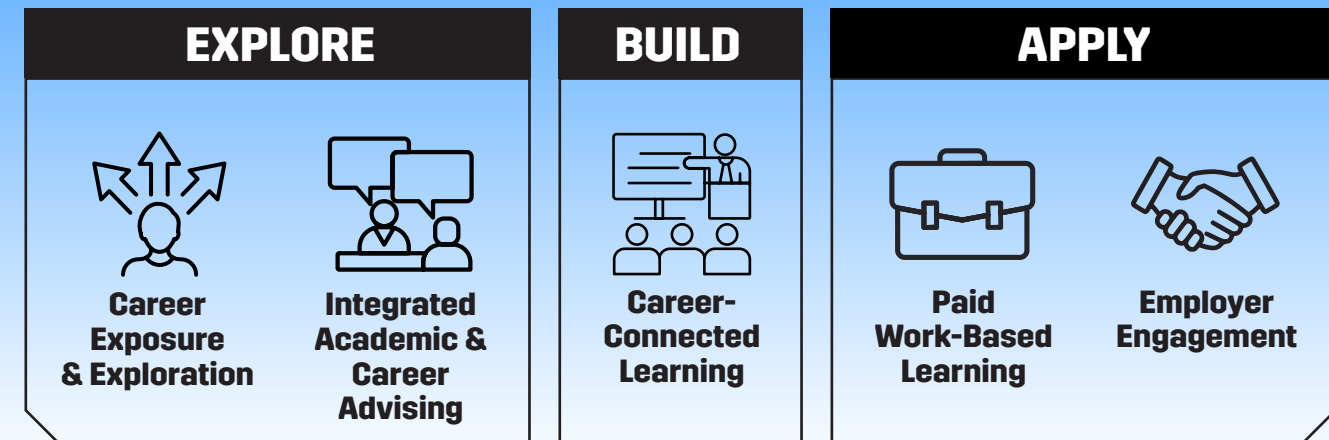 EXPLORE
Career
Exposure
& Exploration
Integrated
Academic &
Career
Advising
BUILD
Career-
Connected
Learning
APPLY
Paid
Work-Based
Learning
Employer
Engagement